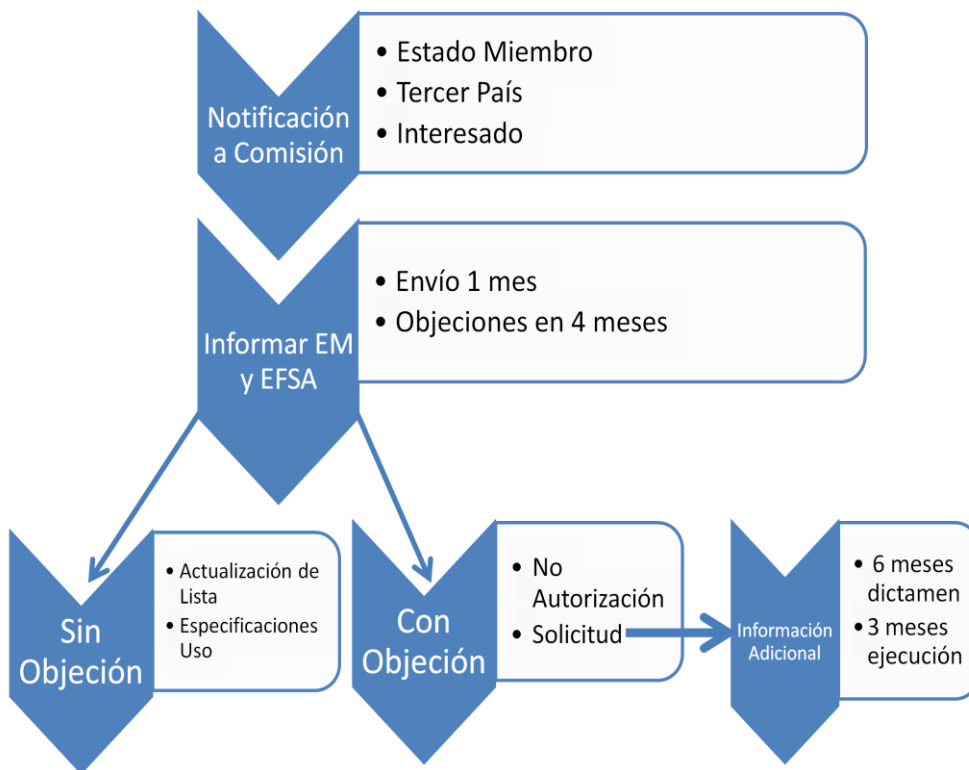 Notificación
a Comisión
• Estado Miembro
• Tercer País
• Interesado
Informar EM
y EFSA
• Envío 1 mes
• Objeciones en 4 meses
Sin
Objeción
• Actualización de
Lista
• Especificaciones
Uso
Con
Objeción
• No
Autorización
• Solicitud
Información
Adicional
• 6 meses
dictamen
• 3 meses
ejecución